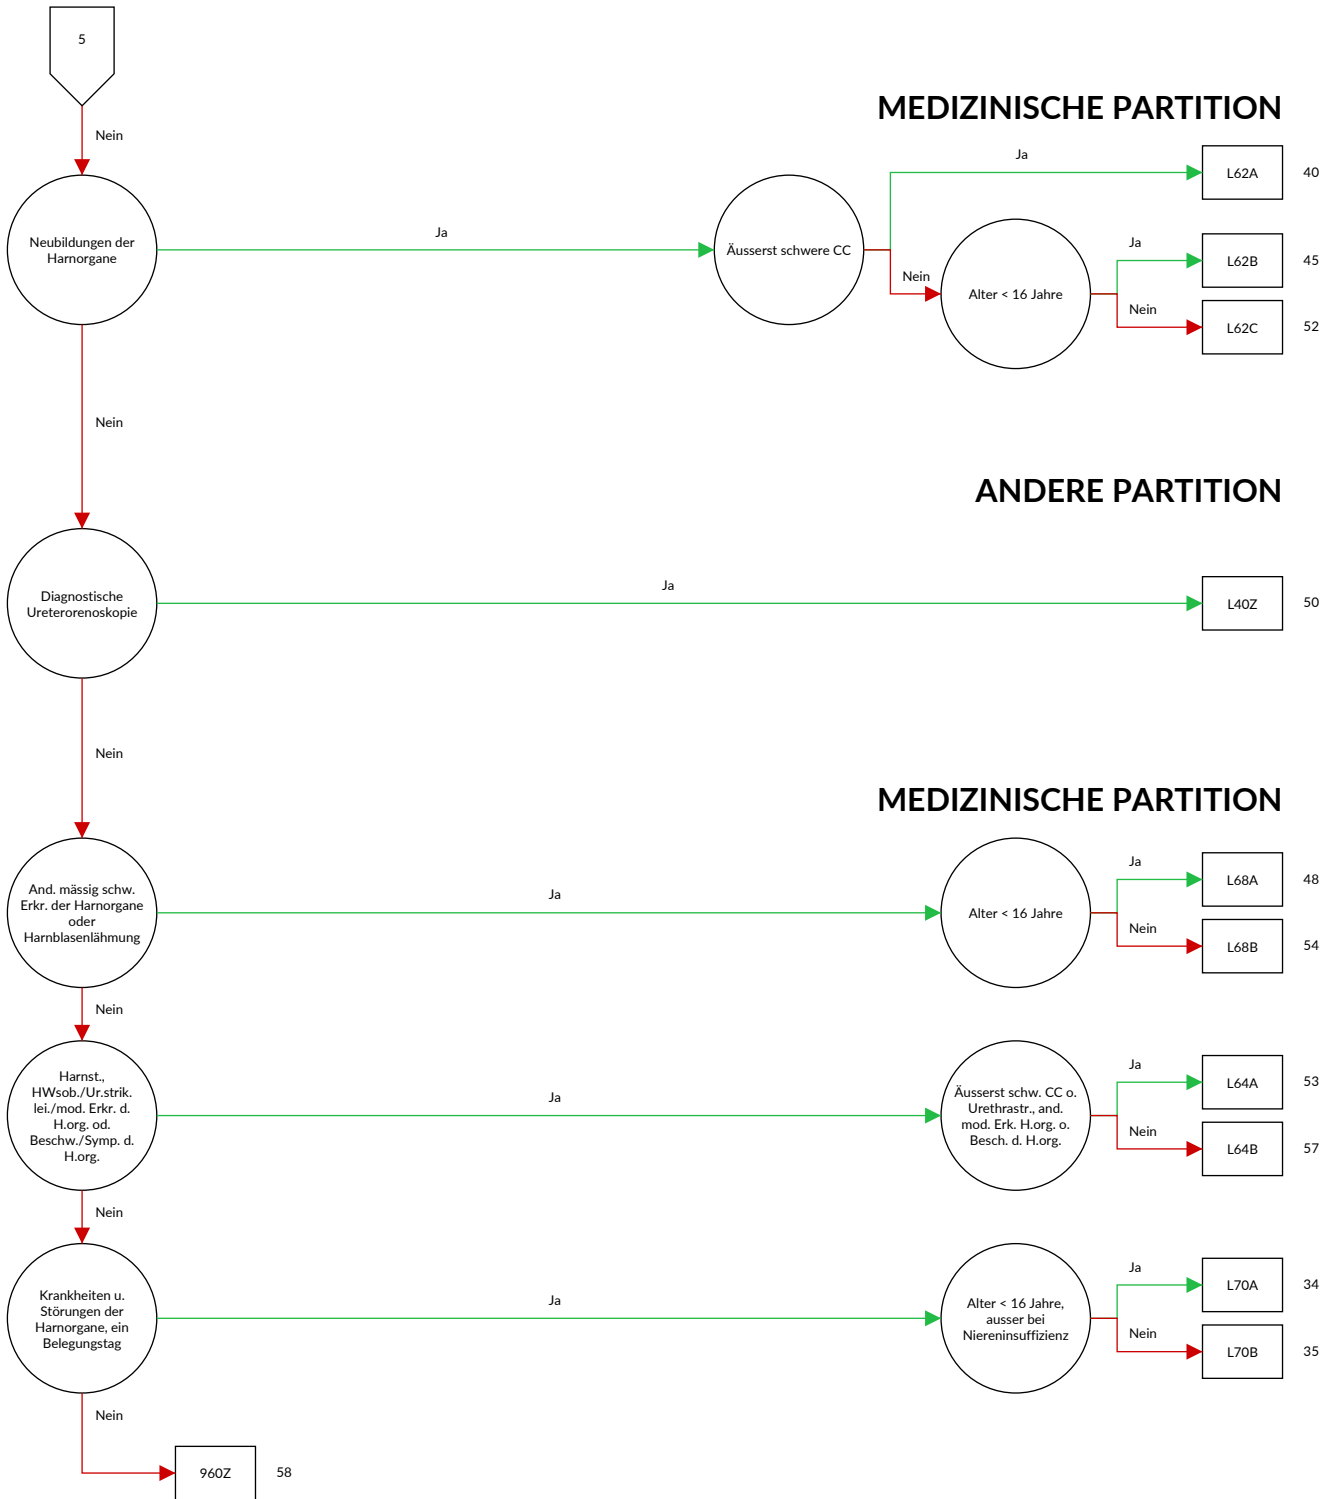 5
Nein
MEDIZINISCHE PARTITION
Neubildungen der
Harnorgane
Ja
Äusserst schwere CC
Ja
L62A
40
Nein
Alter < 16 Jahre
Ja
L62B
45
Nein
L62C
52
Nein
ANDERE PARTITION
Diagnostische
Ureterorenoskopie
Ja
L40Z
50
Nein
MEDIZINISCHE PARTITION
And. mässig schw.
Erkr. der Harnorgane
oder
Harnblasenlähmung
Ja
Alter < 16 Jahre
Ja
L68A
48
Nein
L68B
54
Nein
Harnst.,
HWsob./Ur.strik.
lei./mod. Erkr. d.
H.org. od.
Beschw./Symp. d.
H.org.
Ja
Äusserst schw. CC o.
Urethrastr., and.
mod. Erk. H.org. o.
Besch. d. H.org.
Ja
L64A
53
Nein
L64B
57
Nein
Krankheiten u.
Störungen der
Harnorgane, ein
Belegungstag
Ja
Alter < 16 Jahre,
ausser bei
Niereninsuffizienz
Ja
L70A
34
Nein
L70B
35
Nein
960Z
58